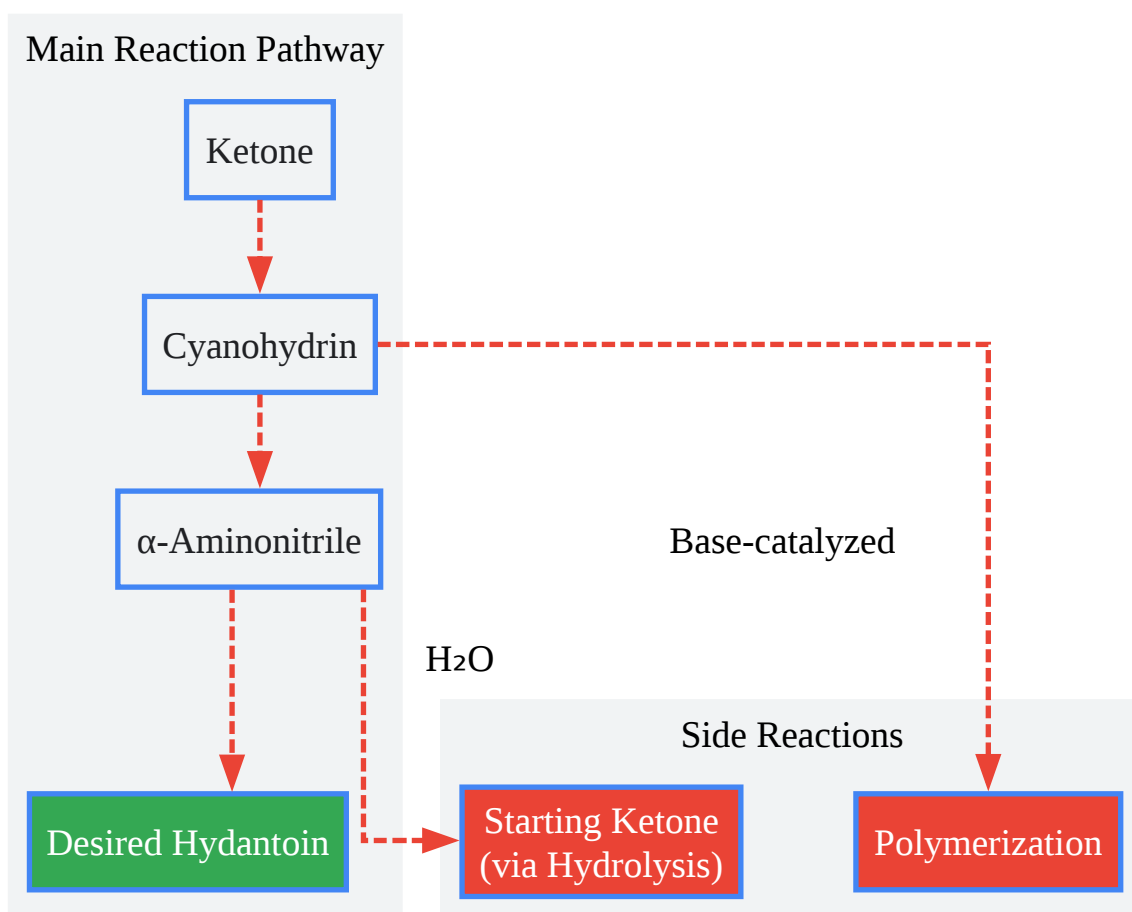 Main Reaction Pathway
Ketone
Cyanohydrin
α-Aminonitrile
Base-catalyzed
H₂O
Side Reactions
Desired Hydantoin
Starting Ketone
(via Hydrolysis)
Polymerization